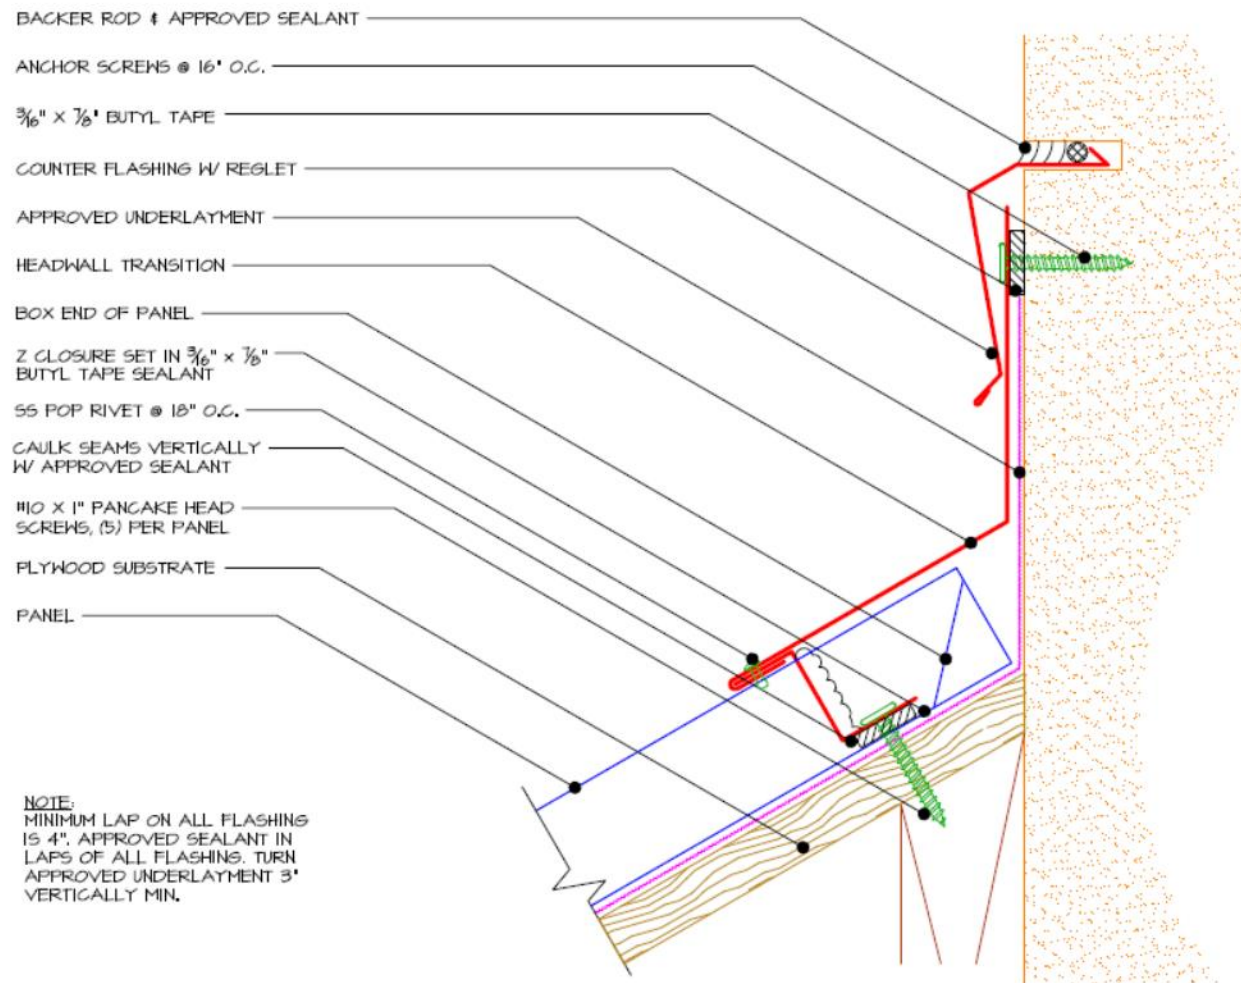 BACKER ROD & APPROVED SEALANT
ANCHOR SCREWS @ 16" O.C.
3/16" X 7/8" BUTYL TAPE
COUNTER FLASHING W/ REGLET
APPROVED UNDERLAYMENT
HEADWALL TRANSITION
BOX END OF PANEL
Z CLOSURE SET IN 3/16" X 7/8"
BUTYL TAPE SEALANT
SS POP RIVET @ 18" O.C.
CAULK SEAMS VERTICALLY
W/ APPROVED SEALANT
#10 X 1" PANCAKE HEAD
SCREWS, (5) PER PANEL
PLYWOOD SUBSTRATE
PANEL
NOTE:
MINIMUM LAP ON ALL FLASHING
IS 4". APPROVED SEALANT IN
LAPS OF ALL FLASHING. TURN
APPROVED UNDERLAYMENT 3"
VERTICALLY MIN.